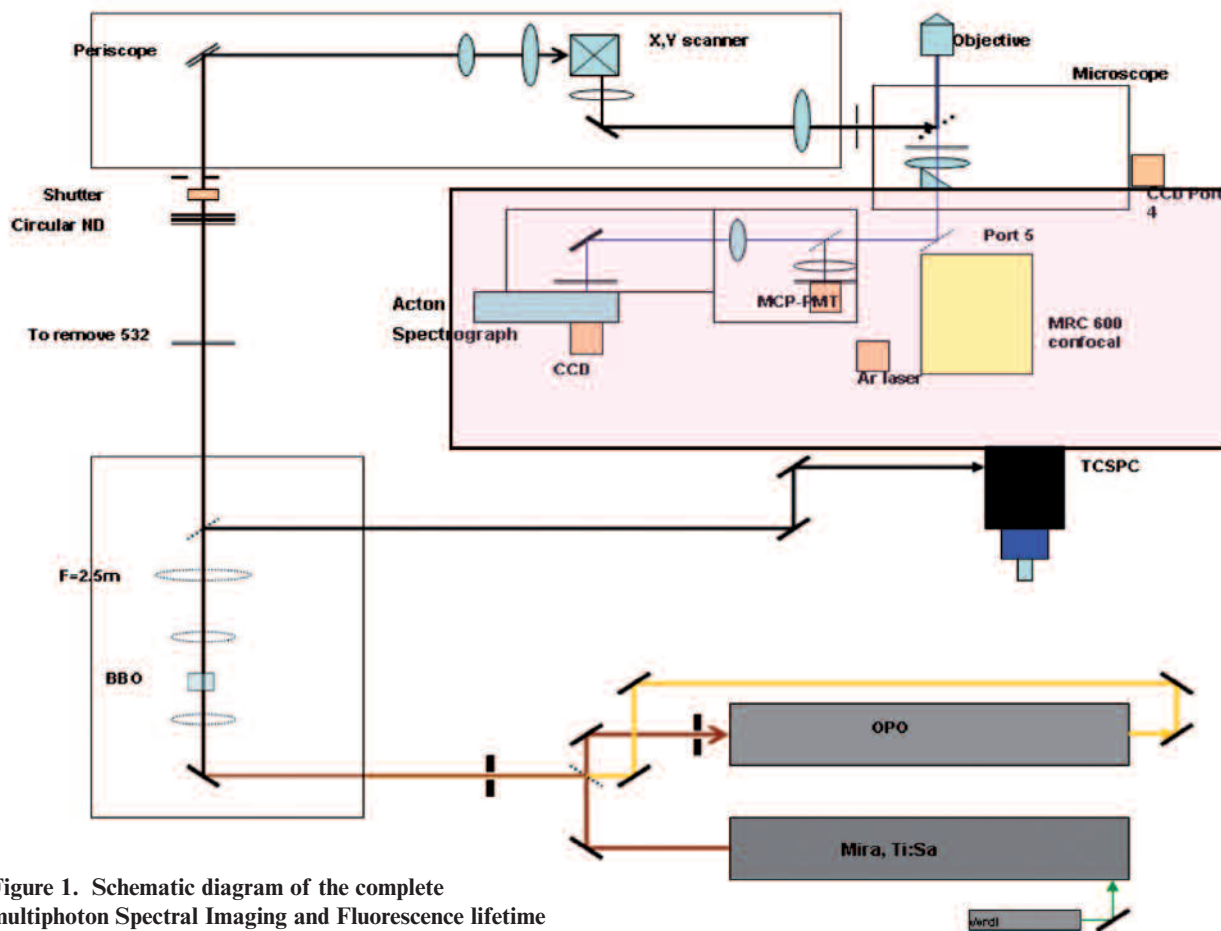 Periscope
X,Y scanner
Objective
Microscope
CCD Port
4
Shutter
Circular ND
Port 5
MCP-PMT
Acton
Spectrograph
MRC 600
confocal
To remove 532
CCD
Ar laser
TCSPC
F=2.5m
BBO
OPO
Mira, Ti:Sa
Figure 1. Schematic diagram of the complete
multiphoton Spectral Imaging and Fluorescence lifetime